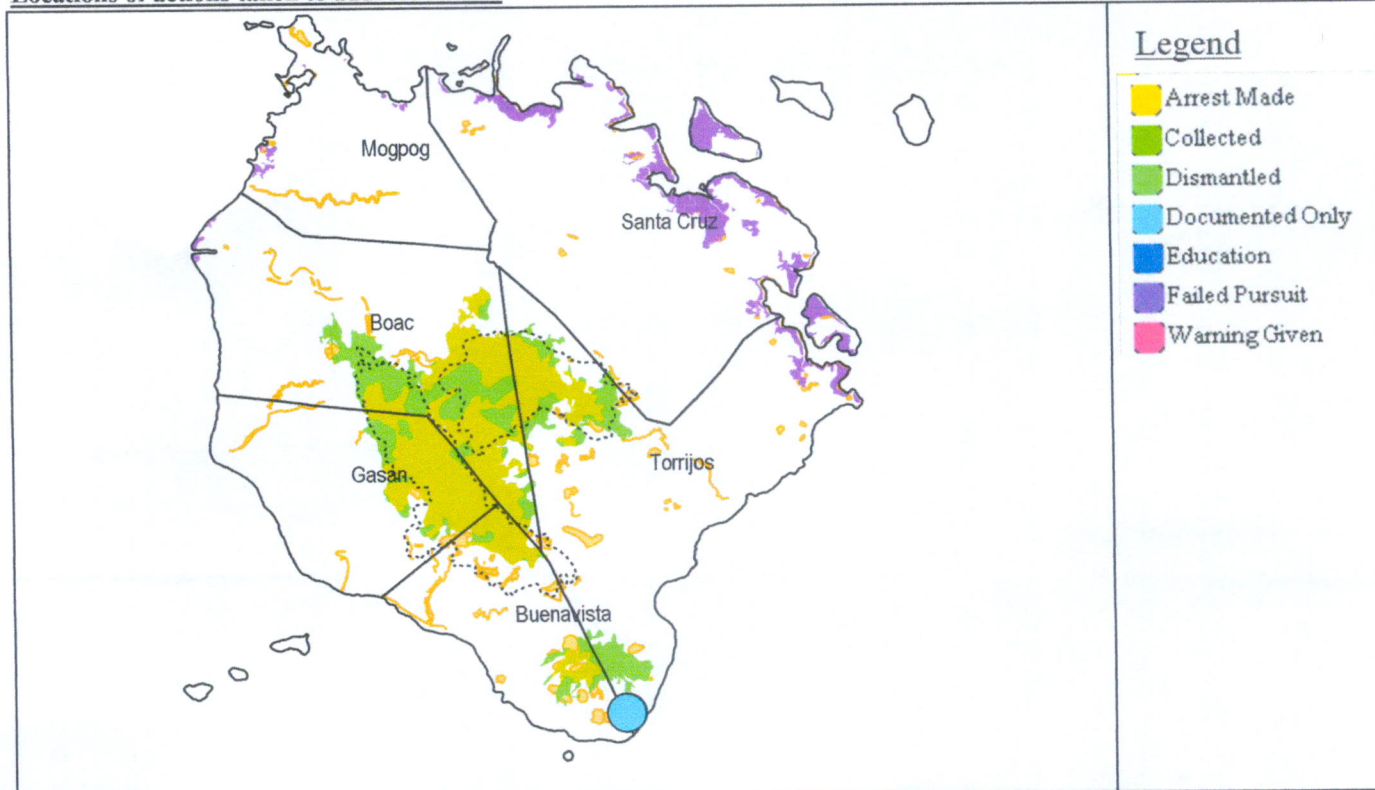 Legend
Arrest Made
Collected
Dismantled
Documented Only
Education
Failed Pursuit
Warning Given
Mogpog
Santa Cruz
Boac
Gasan
Torrijos
Buenavista